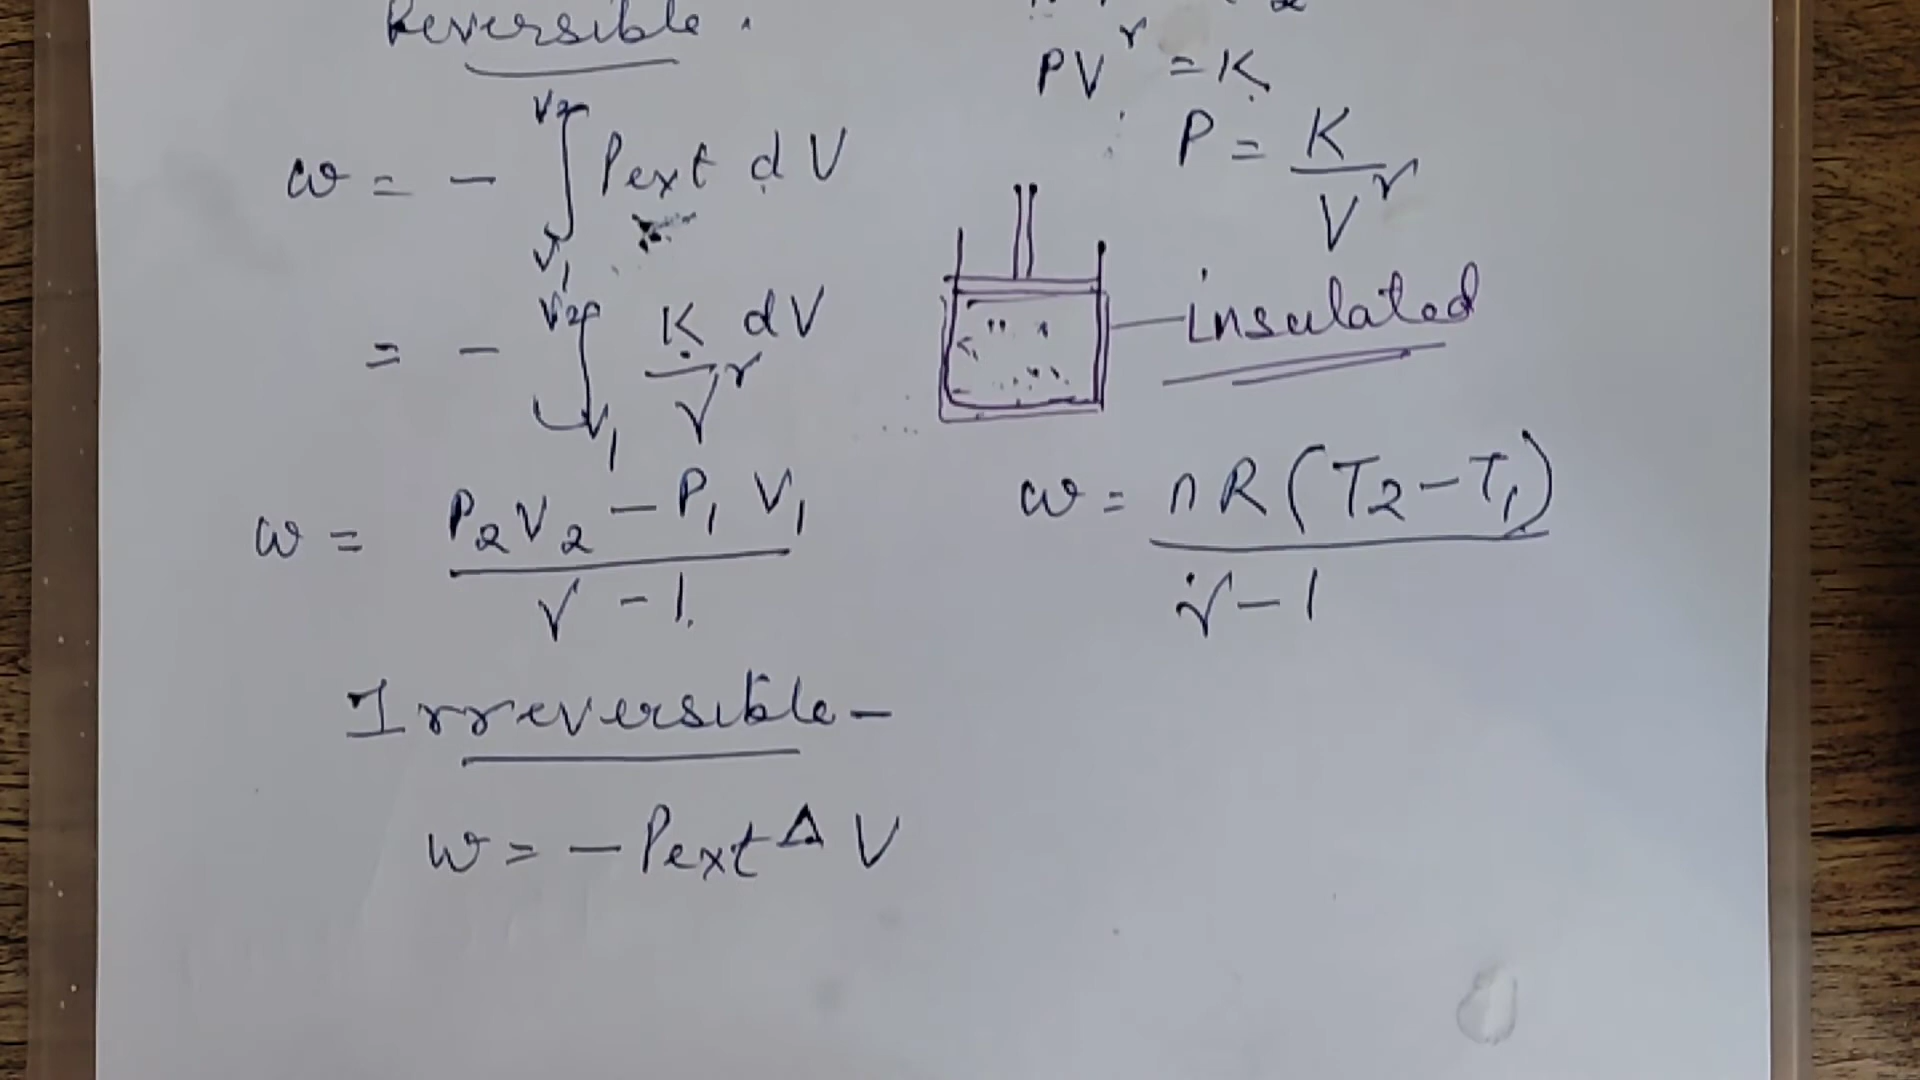 Reversible.
PV^r = K
P = K / V^r
w = - ∫_{V1}^{V2} Pext dV
insulated
= - ∫_{V1}^{V2} K/V^r dV
w = (P2V2 - P1V1) / (γ - 1)
w = nR(T2 - T1) / (γ - 1)
Irreversible -
w = - Pext Δ V